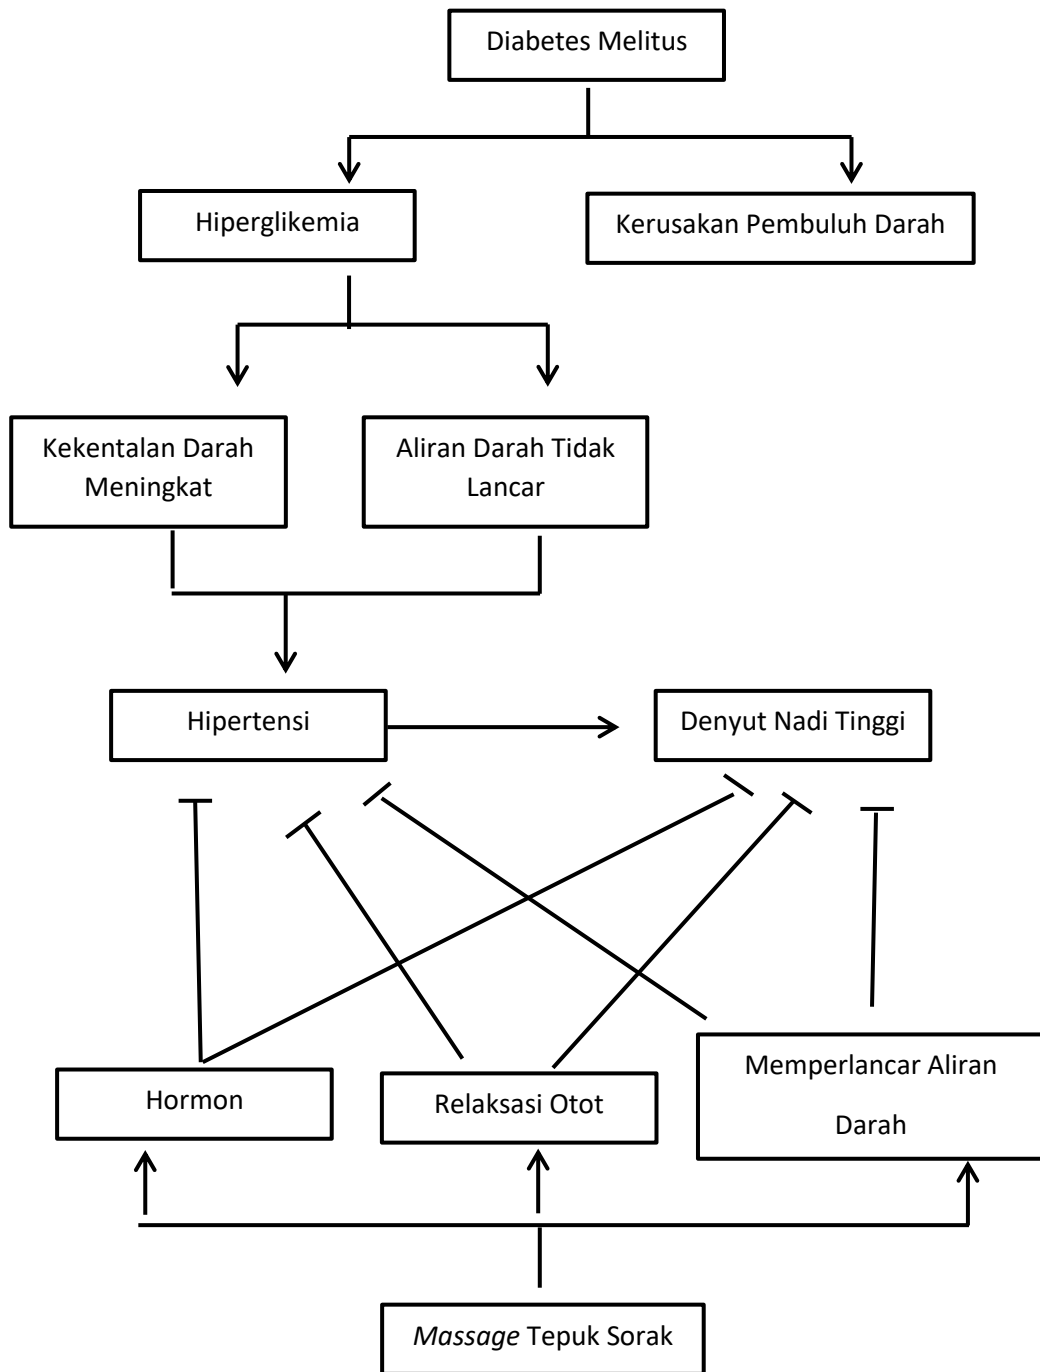 Diabetes Melitus
Hiperglikemia
Kerusakan Pembuluh Darah
Kekentalan Darah
Meningkat
Aliran Darah Tidak
Lancar
Hipertensi
Denyut Nadi Tinggi
Hormon
Relaksasi Otot
Memperlancar Aliran
Darah
Massage Tepuk Sorak